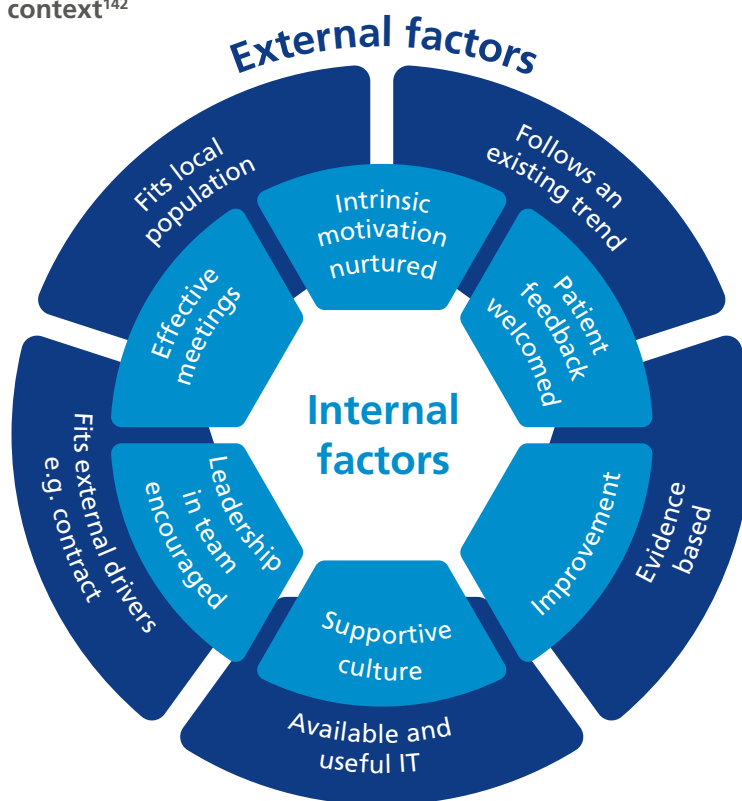 context¹⁴²
External factors
Fits local
population
Follows an
existing trend
Intrinsic
motivation
nurtured
Effective
meetings
Patient
feedback
welcomed
Internal
factors
Fits external drivers
e.g. contract
Leadership
in team
encouraged
Improvement
Evidence
based
Supportive
culture
Available and
useful IT